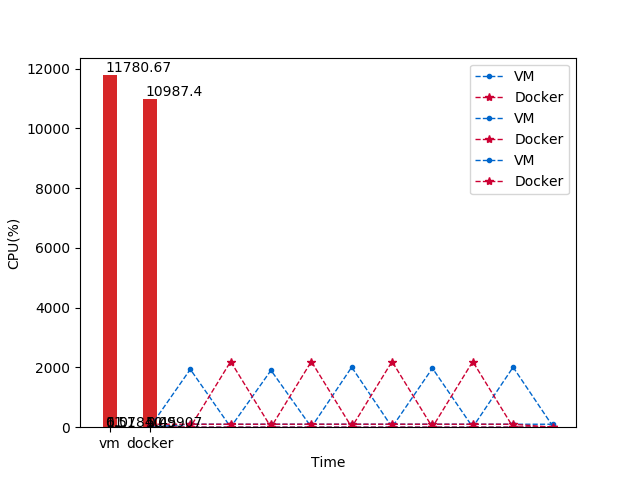 12000
10000
8000
6000
4000
2000
0
CPU(%)
11780.67
10987.4
VM
Docker
VM
Docker
VM
Docker
vm docker
Time